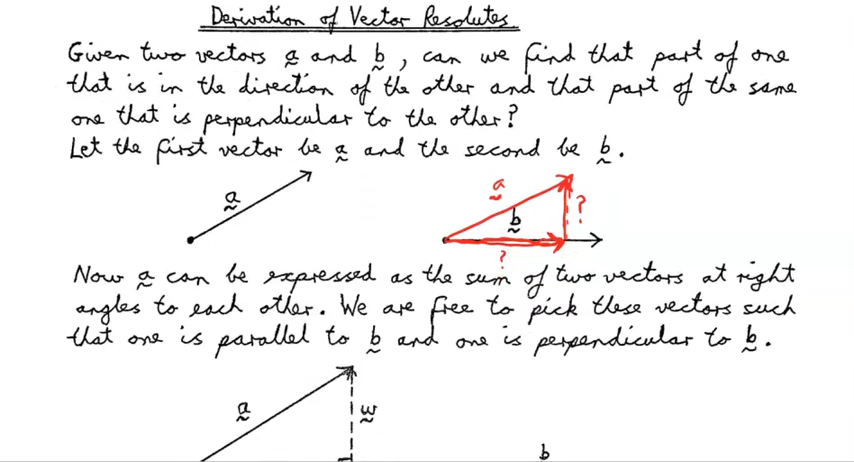 Derivation of Vector Resolutes
Given two vectors a and b, can we find that part of one
that is in the direction of the other and that part of the same
one that is perpendicular to the other?
Let the first vector be a and the second be b.
a
a
b
?
?
Now a can be expressed as the sum of two vectors at right
angles to each other. We are free to pick these vectors such
that one is parallel to b and one is perpendicular to b.
a
w
b